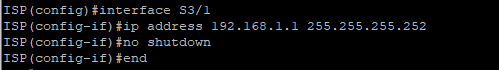 ISP(config)#interface S3/1
ISP(config-if)#ip address 192.168.1.1 255.255.255.252
ISP(config-if)#no shutdown
ISP(config-if)#end